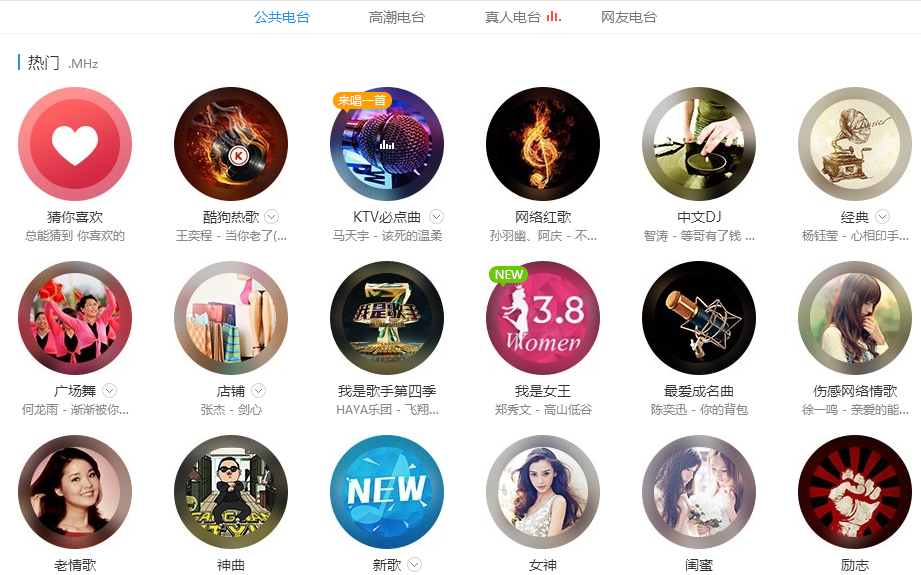 公共电台 高潮电台 真人电台 网友电台
热门 .MHz
来唱一首
K
music
猜你喜欢 酷狗热歌 KTV必点曲 网络红歌 中文DJ 经典
总能猜到 你喜欢的 王奕程 - 当你老了(... 马天宇 - 该死的温柔 孙羽幽、阿庆 - 不... 智涛 - 等哥有了钱 ... 杨钰莹 - 心相印手...
NEW
我是歌手
3.8
Women
广场舞 店铺 我是歌手第四季 我是女王 最爱成名曲 伤感网络情歌
何龙雨 - 渐渐被你... 张杰 - 剑心 HAYA乐团 - 飞翔... 郑秀文 - 高山低谷 陈奕迅 - 你的背包 徐一鸣 - 亲爱的能...
NEW
老情歌 神曲 新歌 女神 闺蜜 励志